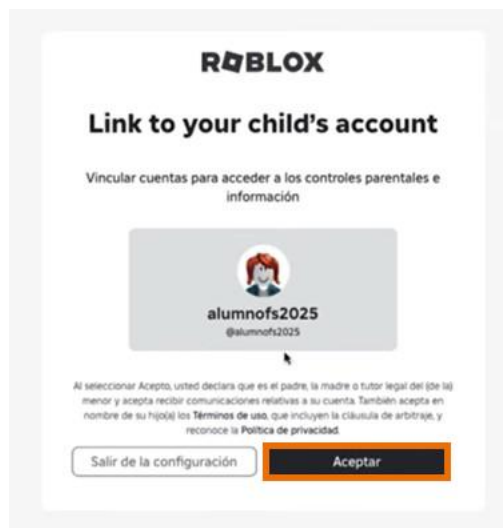 ROBLOX
Link to your child's account
Vincular cuentas para acceder a los controles parentales e
información
alumnofs2025
@alumnofs2025
Al seleccionar Acepto, usted declara que es el padre, la madre o tutor legal del (de la)
menor y acepta recibir comunicaciones relativas a su cuenta. También acepta en
nombre de su hijo(a) los Términos de uso, que incluyen la cláusula de arbitraje, y
reconoce la Política de privacidad.
Salir de la configuración
Aceptar